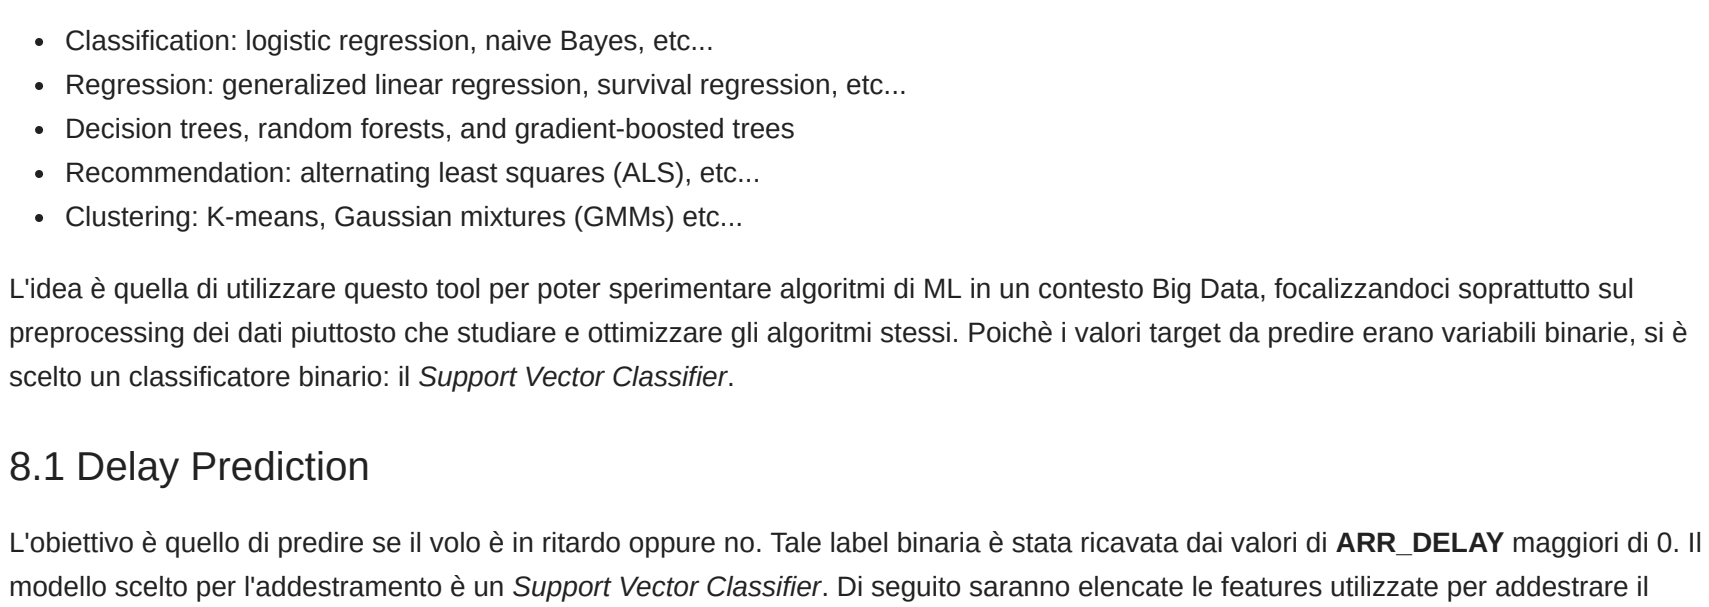 • Classification: logistic regression, naive Bayes, etc...
• Regression: generalized linear regression, survival regression, etc...
• Decision trees, random forests, and gradient-boosted trees
• Recommendation: alternating least squares (ALS), etc...
• Clustering: K-means, Gaussian mixtures (GMMs) etc...
L'idea è quella di utilizzare questo tool per poter sperimentare algoritmi di ML in un contesto Big Data, focalizzandoci soprattutto sul
preprocessing dei dati piuttosto che studiare e ottimizzare gli algoritmi stessi. Poichè i valori target da predire erano variabili binarie, si è
scelto un classificatore binario: il Support Vector Classifier.
8.1 Delay Prediction
L'obiettivo è quello di predire se il volo è in ritardo oppure no. Tale label binaria è stata ricavata dai valori di ARR_DELAY maggiori di 0. Il
modello scelto per l'addestramento è un Support Vector Classifier. Di seguito saranno elencate le features utilizzate per addestrare il